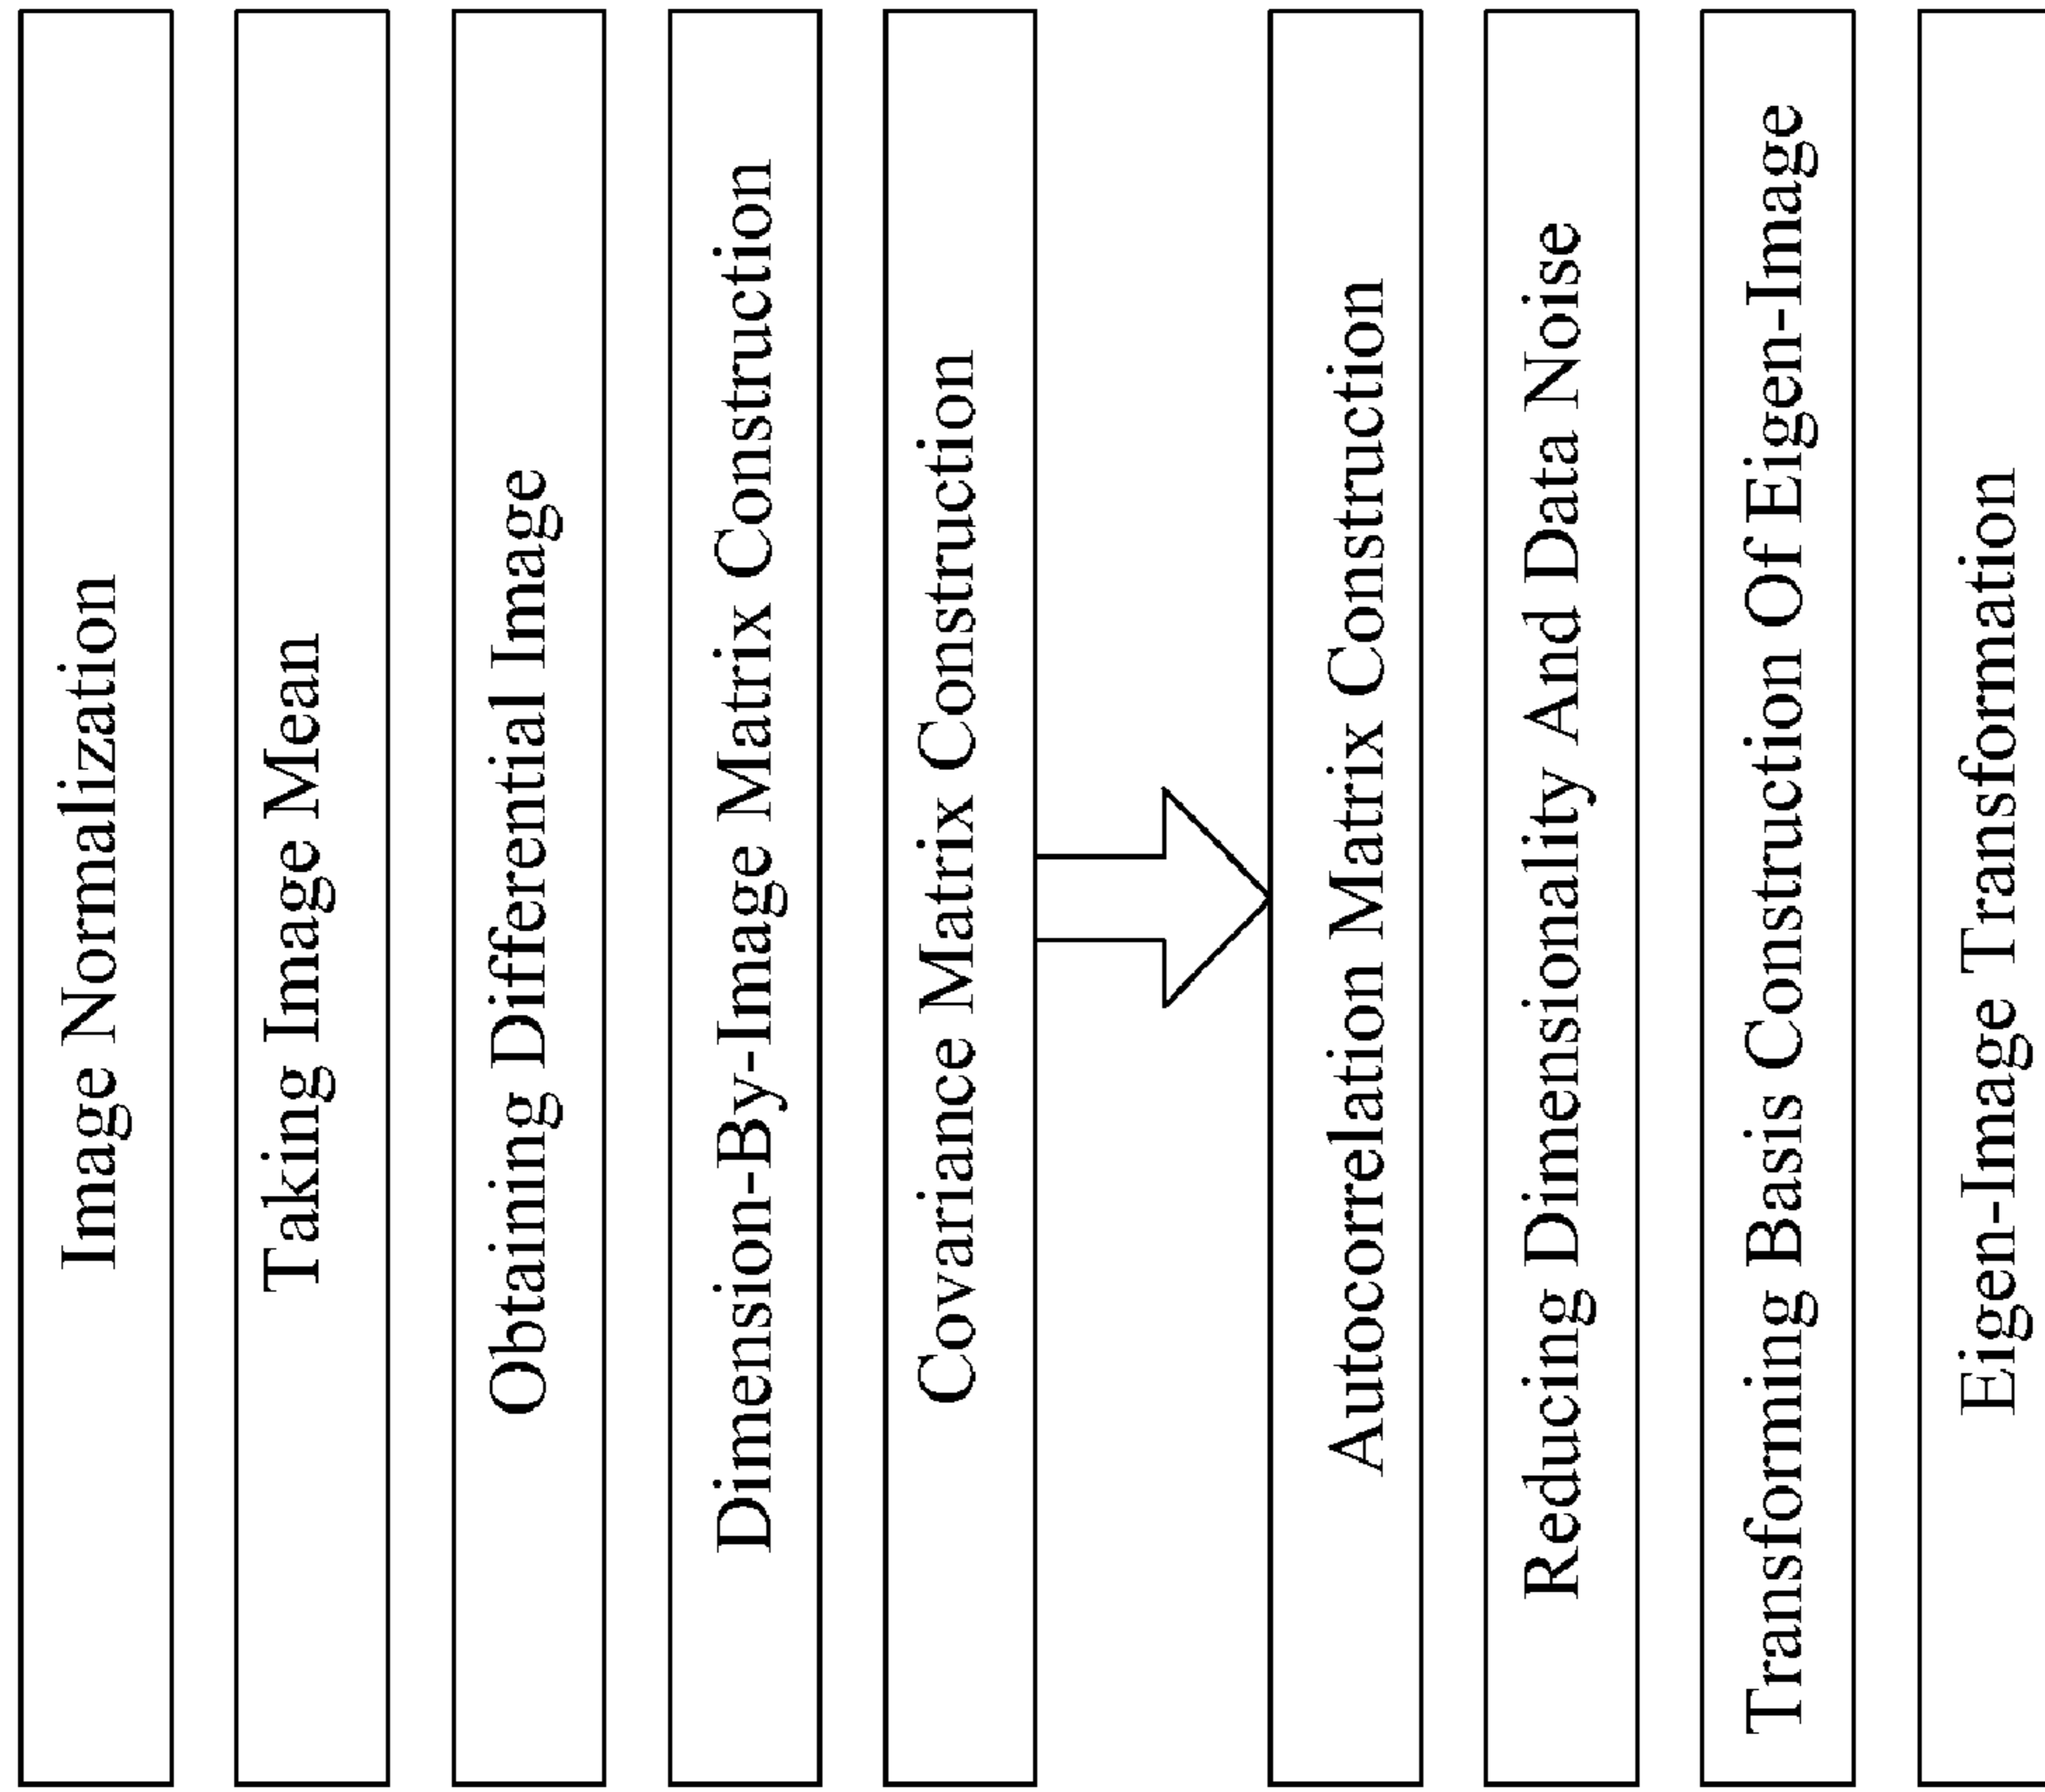 Image Normalization
Taking Image Mean
Obtaining Differential Image
Dimension-By-Image Matrix Construction
Covariance Matrix Construction
Autocorrelation Matrix Construction
Reducing Dimensionality And Data Noise
Transforming Basis Construction Of Eigen-Image
Eigen-Image Transformation